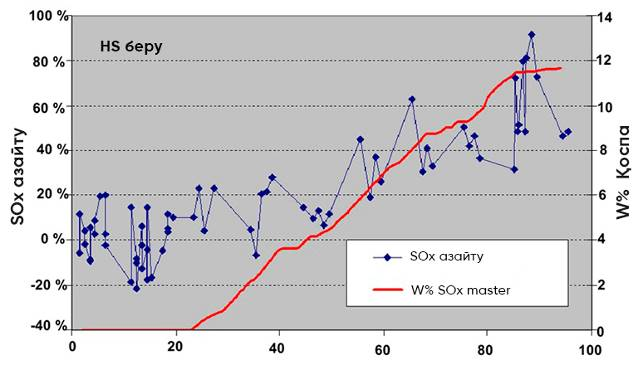 HS беру
SOx азайту
100 %
80 %
60 %
40 %
20 %
0 %
-20 %
-40 %
14
12
10
8
6
4
2
0
W% Қоспа
SOx азайту
W% SOx master
0 20 40 60 80 100